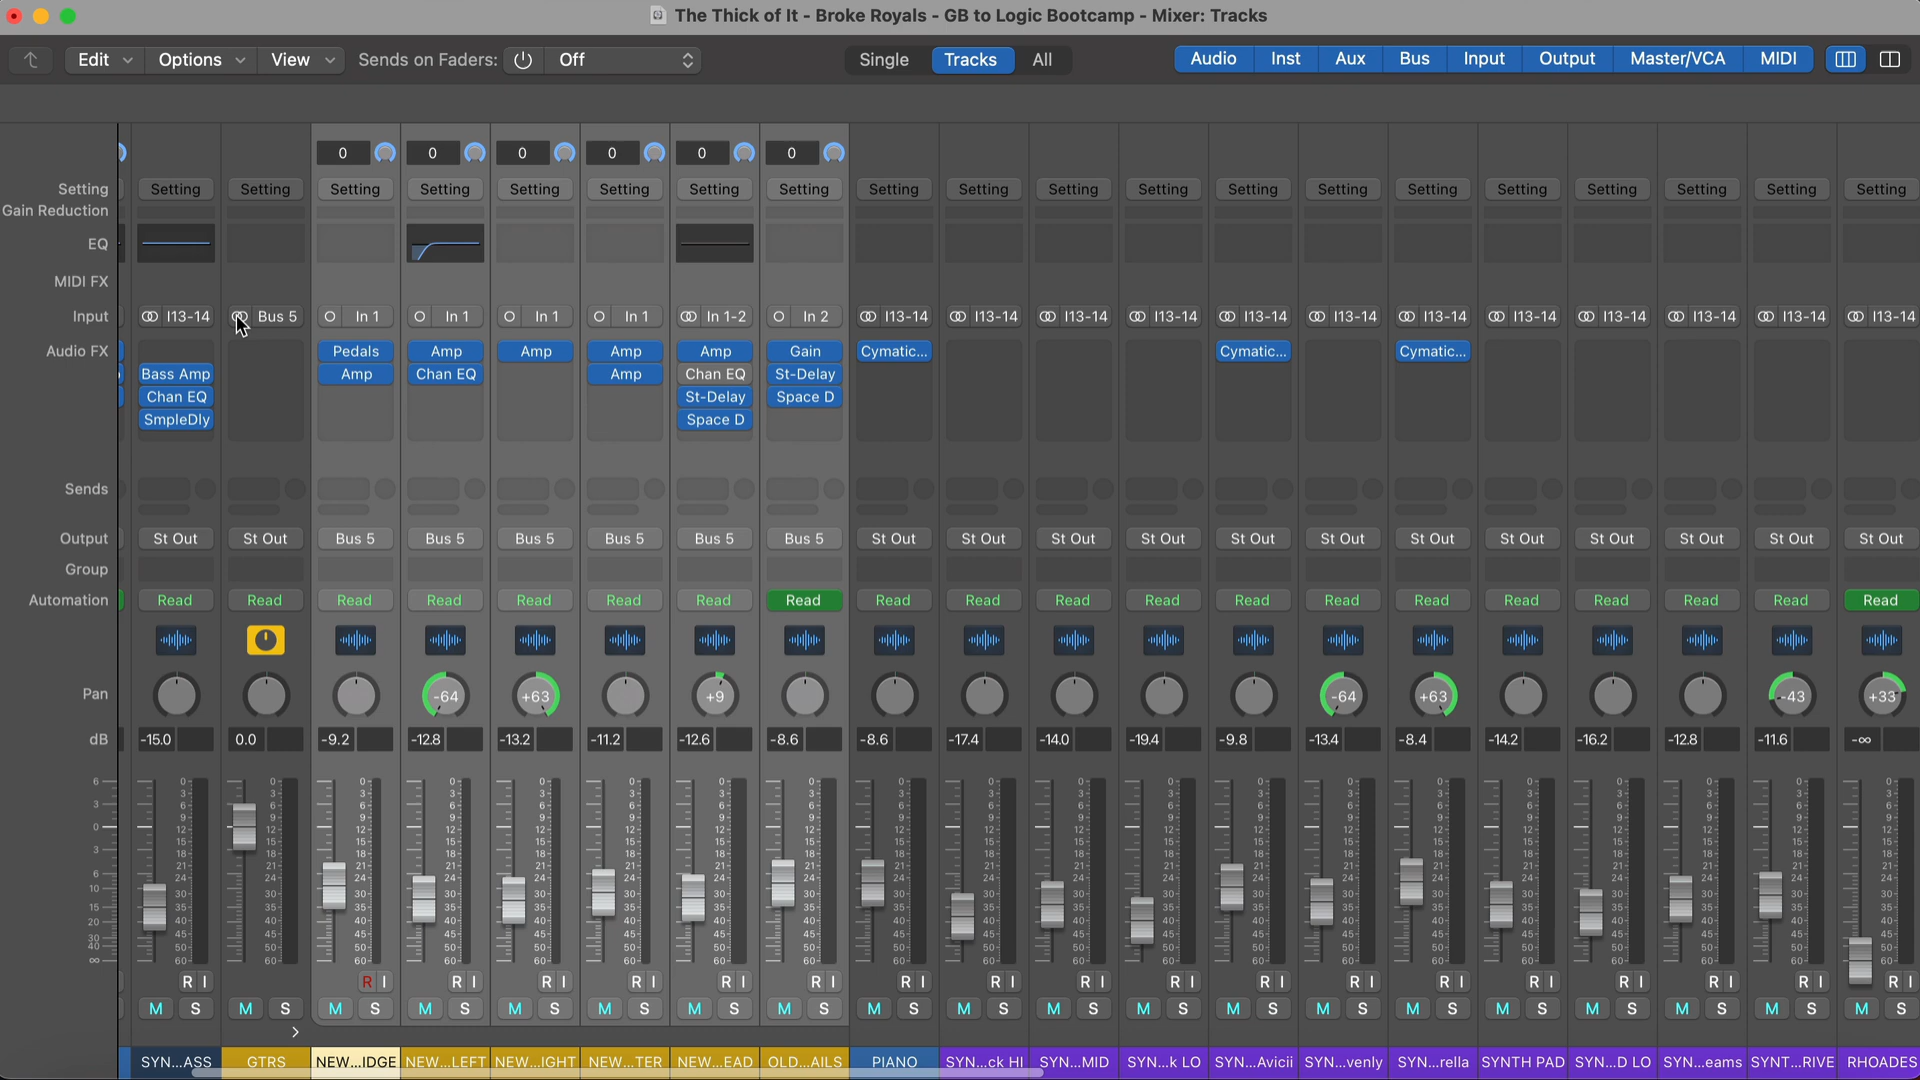 The Thick of It - Broke Royals - GB to Logic Bootcamp - Mixer: Tracks
Edit Options View Sends on Faders: Off Single Tracks All Audio Inst Aux Bus Input Output Master/VCA MIDI
0 0 0 0 0 0
Setting Setting Setting Setting Setting Setting Setting Setting Setting Setting Setting Setting Setting Setting Setting Setting Setting Setting Setting Setting Setting
Gain Reduction
EQ
MIDI FX
Input I13-14 Bus 5 In 1 In 1 In 1 In 1 In 1-2 In 2 I13-14 I13-14 I13-14 I13-14 I13-14 I13-14 I13-14 I13-14 I13-14 I13-14 I13-14 I13-14
Audio FX Pedals Amp Amp Amp Amp Gain Cymatic... Cymatic... Cymatic...
Bass Amp Amp Chan EQ Amp Chan EQ St-Delay
Chan EQ St-Delay Space D
SmpleDly Space D
Sends
Output St Out St Out Bus 5 Bus 5 Bus 5 Bus 5 Bus 5 Bus 5 St Out St Out St Out St Out St Out St Out St Out St Out St Out St Out St Out St Out
Group
Automation Read Read Read Read Read Read Read Read Read Read Read Read Read Read Read Read Read Read Read Read
Pan -64 +63 +9 -64 +63 -43 +33
dB -15.0 0.0 -9.2 -12.8 -13.2 -11.2 -12.6 -8.6 -8.6 -17.4 -14.0 -19.4 -9.8 -13.4 -8.4 -14.2 -16.2 -12.8 -11.6 -∞
R I R I R I R I R I R I R I R I R I R I R I R I R I R I R I R I R I R I R I
M S M S M S M S M S M S M S M S M S M S M S M S M S M S M S M S M S M S M S M S
SYN...ASS GTRS NEW...IDGE NEW...LEFT NEW...IGHT NEW...TER NEW...EAD OLD...AILS PIANO SYN...ck HI SYN...MID SYN...k LO SYN...Avicii SYN...venly SYN...rella SYNTH PAD SYN...D LO SYN...eams SYNT...RIVE RHOADES